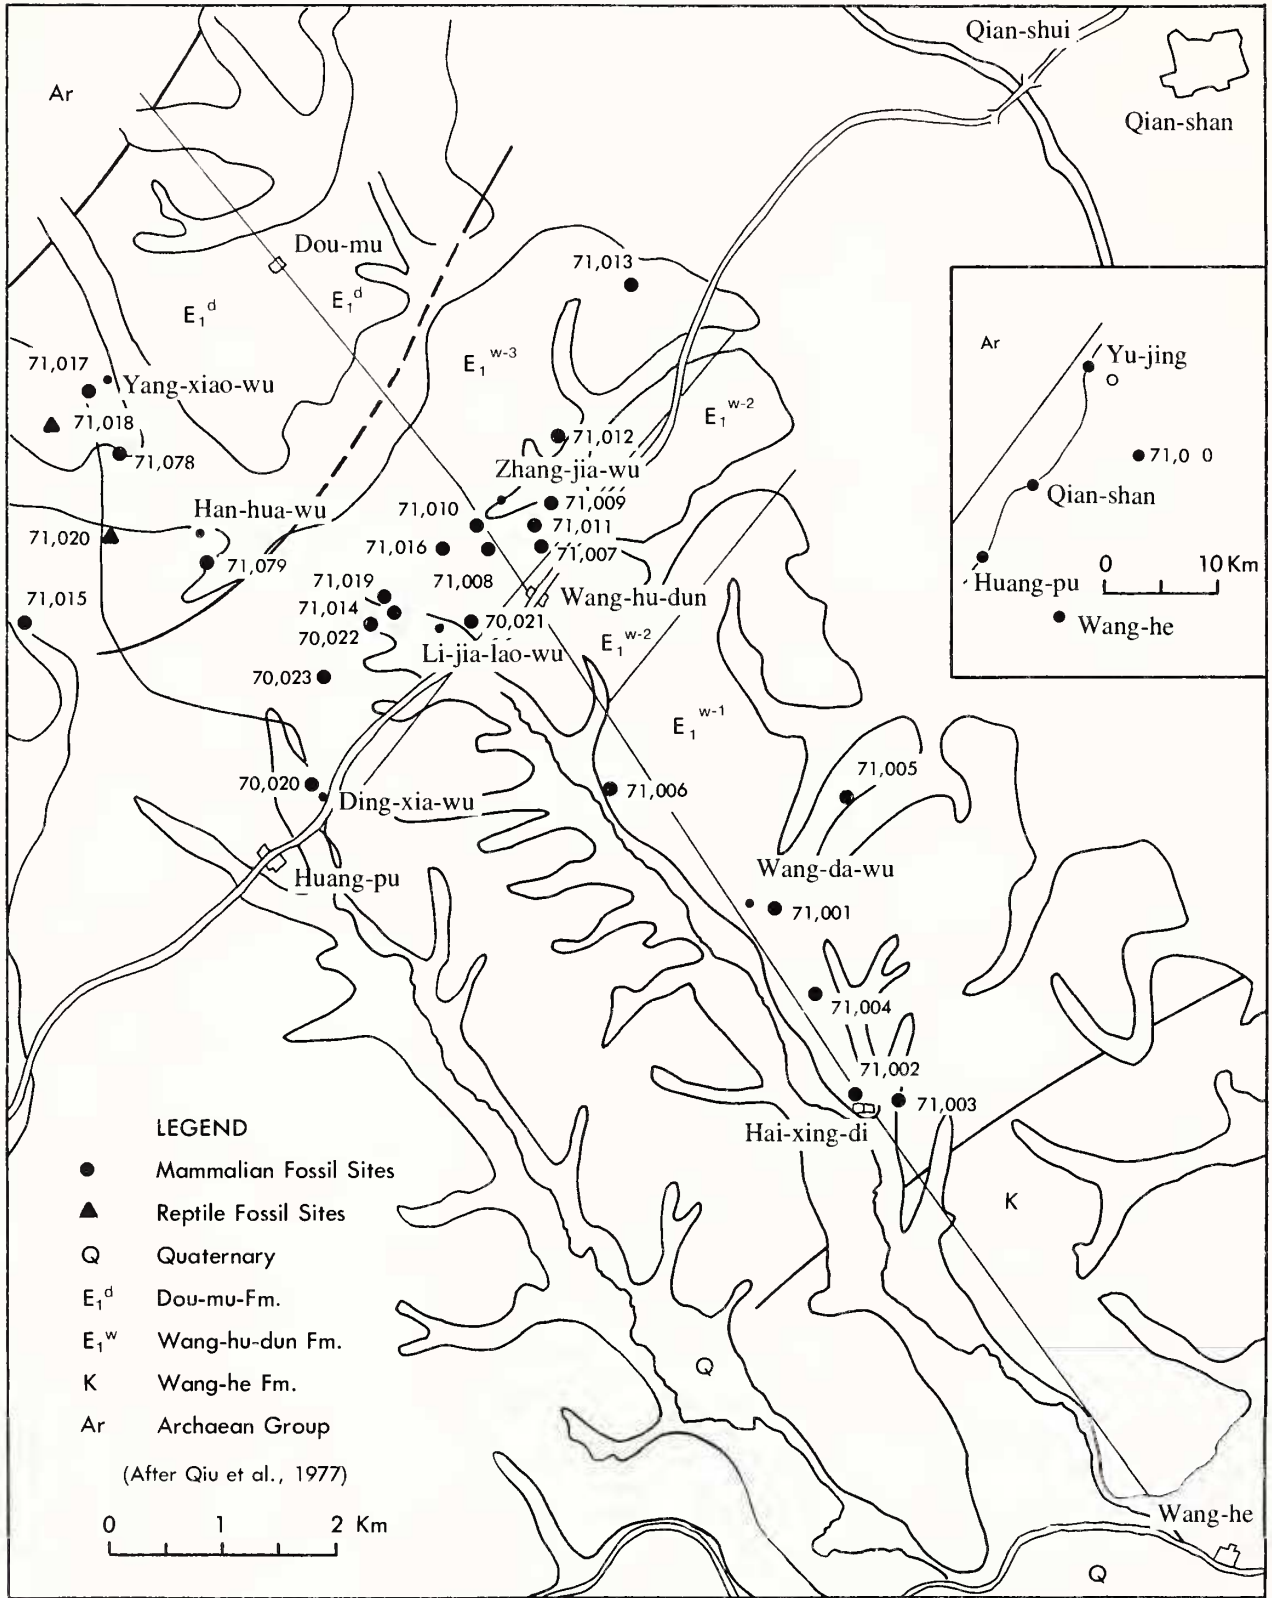 Qian-shui
Ar
Qian-shan
Dou-mu
71,013
E₁ᵈ
E₁ᵈ
71,017
E₁ʷ⁻³
Yang-xiao-wu
E₁ʷ⁻²
71,018
71,012
71,078
Zhang-jia-wu
Han-hua-wu
71,010
71,009
71,011
71,020
71,016
71,007
71,079
71,008
71,019
71,015
71,014
Wang-hu-dun
70,022
70,021
E₁ʷ⁻²
Li-jia-lao-wu
70,023
E₁ʷ⁻¹
71,005
70,020
71,006
Ding-xia-wu
Wang-da-wu
Huang-pu
71,001
71,004
71,002
71,003
Hai-xing-di
K
Q
Wang-he
Q
Ar
Yu-jing
71,0 0
Qian-shan
0 10 Km
Huang-pu
Wang-he
LEGEND
Mammalian Fossil Sites
Reptile Fossil Sites
Q Quaternary
E₁ᵈ Dou-mu-Fm.
E₁ʷ Wang-hu-dun Fm.
K Wang-he Fm.
Ar Archaean Group
(After Qiu et al., 1977)
0 1 2 Km